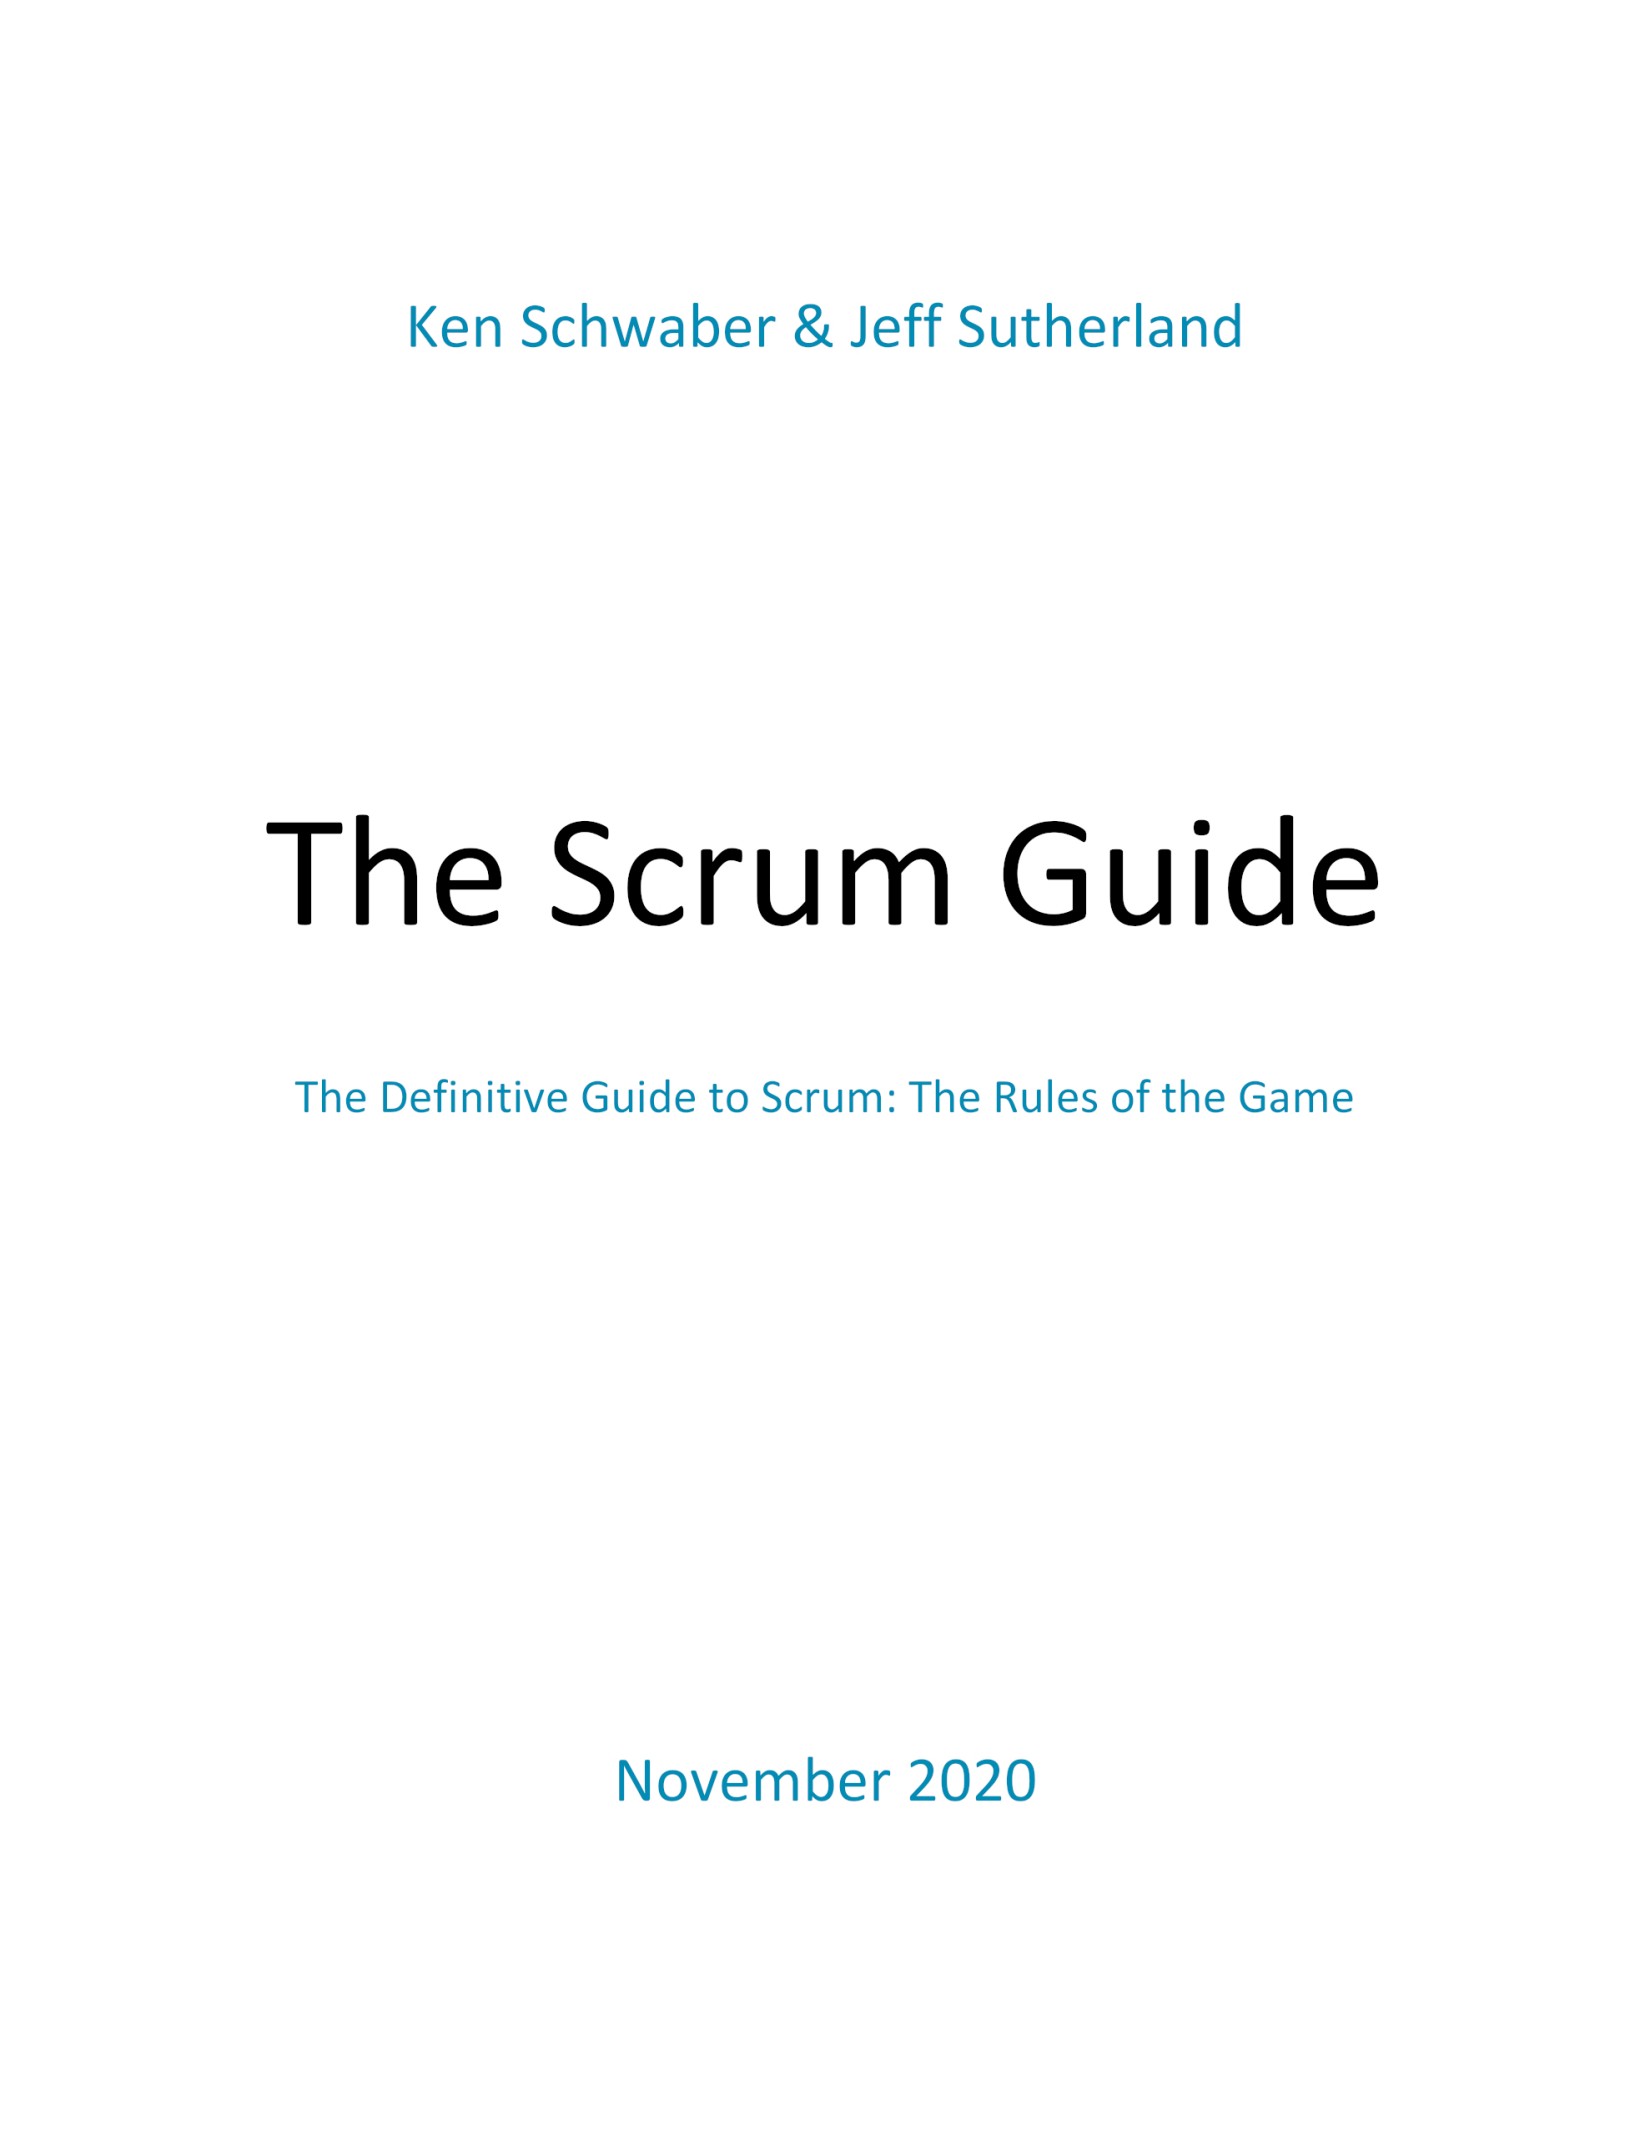 Ken Schwaber & Jeff Sutherland
The Scrum Guide
The Definitive Guide to Scrum: The Rules of the Game
November 2020